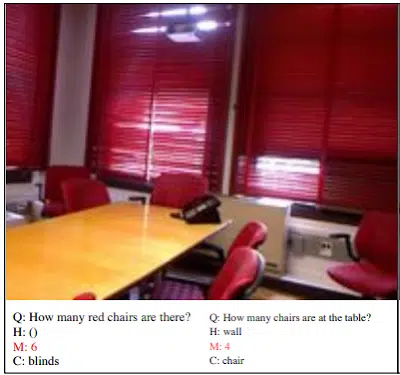 Q: How many red chairs are there?
H: ()
M: 6
C: blinds
Q: How many chairs are at the table?
H: wall
M: 4
C: chair